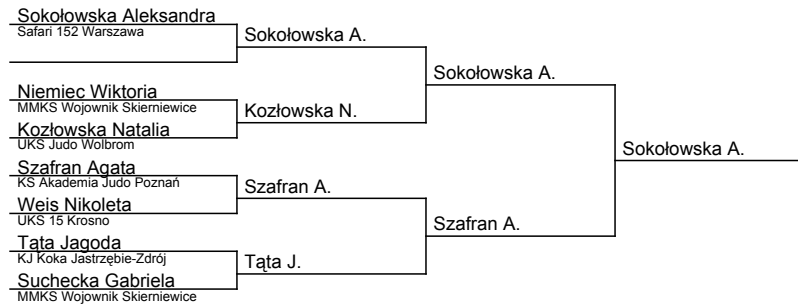 Sokołowska Aleksandra
Safari 152 Warszawa
Niemiec Wiktoria
MMKS Wojownik Skierniewice
Kozłowska Natalia
UKS Judo Wolbrom
Szafran Agata
KS Akademia Judo Poznań
Weis Nikoleta
UKS 15 Krosno
Tąta Jagoda
KJ Koka Jastrzębie-Zdrój
Suchecka Gabriela
MMKS Wojownik Skierniewice
Sokołowska A.
Kozłowska N.
Szafran A.
Tąta J.
Sokołowska A.
Szafran A.
Sokołowska A.